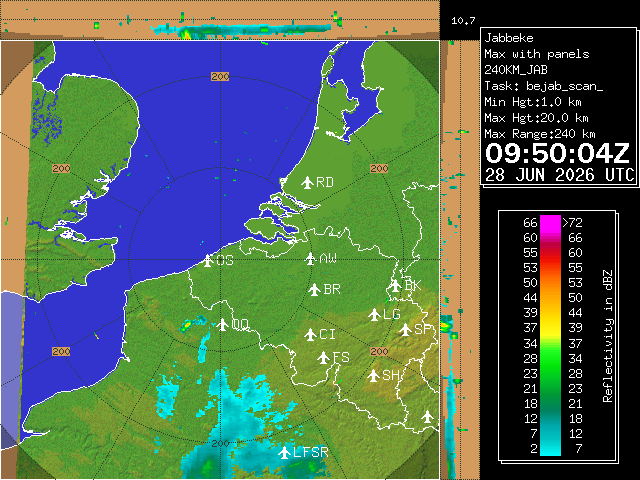 10.7
Jabbeke
Max with panels
240KM_JAB
Task: bejab_scan_
Min Hgt:1.0 km
Max Hgt:20.0 km
Max Range:240 km
09:50:04Z
28 JUN 2026 UTC
200
200
200
RD
OS
AW
BR
BK
LG
OO
CI
SP
FS
200
SH
200
200
LFSR
66 >72
60 66
55 60
53 55
50 53
44 50
39 44
37 39
34 37
28 34
23 28
21 23
18 21
12 18
7 12
2 7
Reflectivity in dBZ